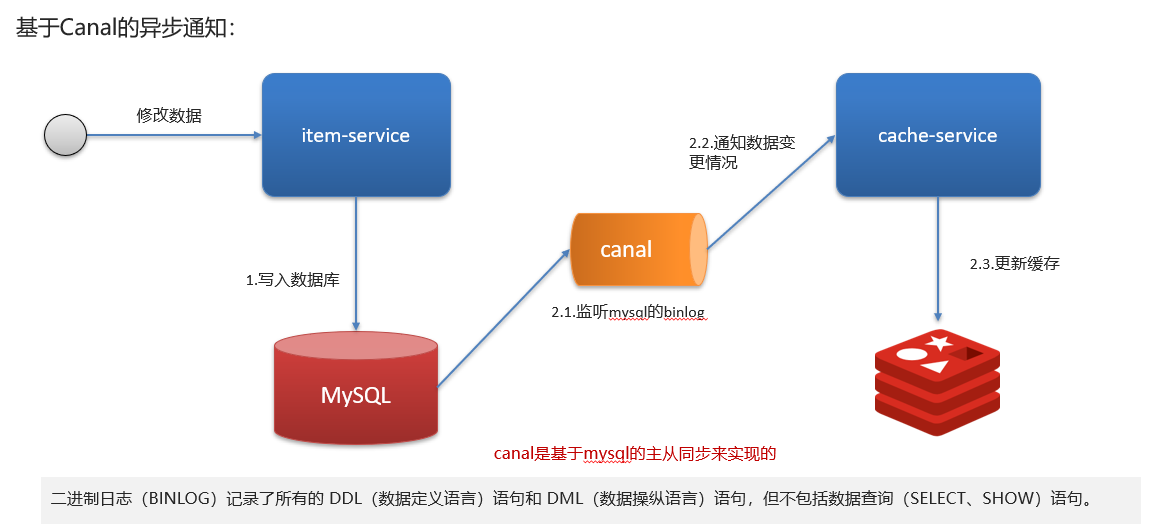 基于Canal的异步通知：
修改数据
item-service
2.2.通知数据变
更情况
cache-service
canal
1.写入数据库
2.3.更新缓存
2.1.监听mysql的binlog
MySQL
canal是基于mysql的主从同步来实现的
二进制日志（BINLOG）记录了所有的 DDL（数据定义语言）语句和 DML（数据操纵语言）语句，但不包括数据查询（SELECT、SHOW）语句。